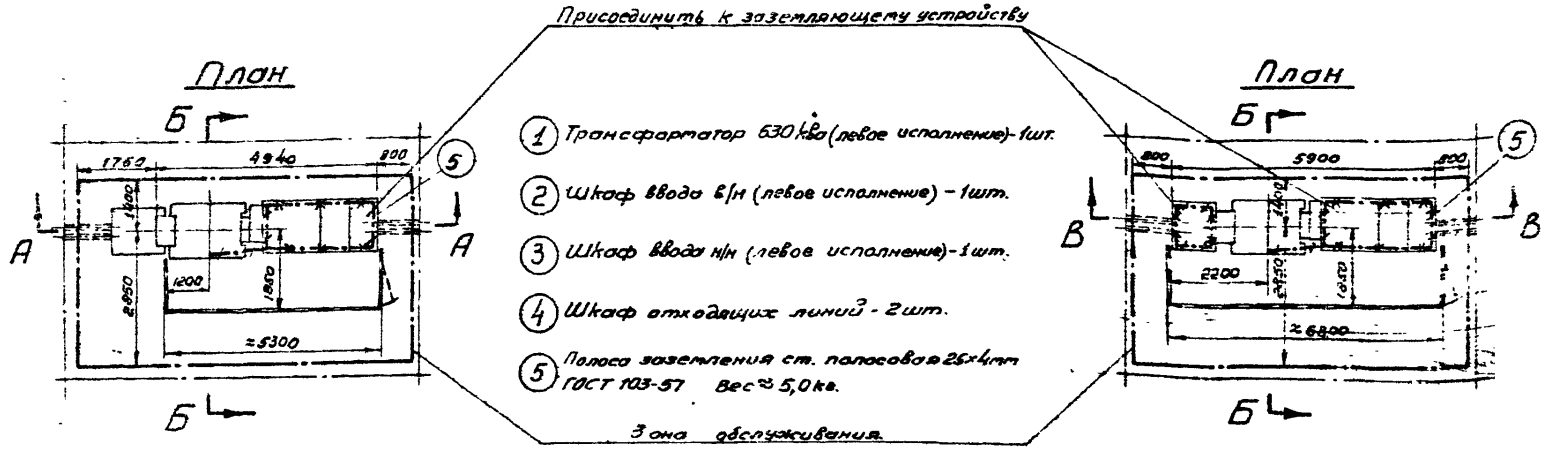 Присоединить к заземляющему устройству
План
Б
1760
4940
800
5
1400
2850
1200
1850
А
А
≈5300
Б
1 Трансформатор 630 ква (левое исполнение)-1шт.
2 Шкаф ввода в/н (левое исполнение) - 1шт.
3 Шкаф ввода н/н (левое исполнение)-1шт.
4 Шкаф отходящих линий - 2шт.
5 Полоса заземления ст. полосовая 25×4мм
ГОСТ 103-57 Вес ≈ 5,0кг.
Зона обслуживания
План
Б
800
5900
800
5
1400
В
В
2200
2850
1850
≈6800
Б